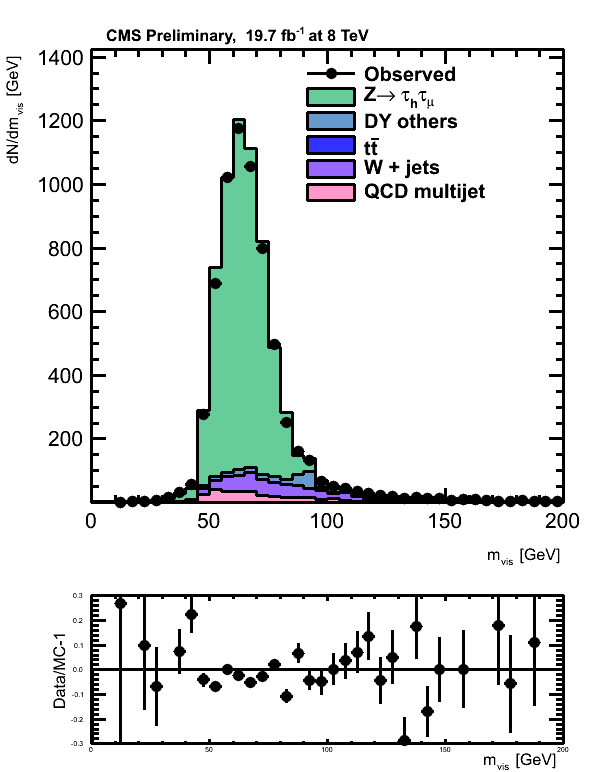 CMS Preliminary, 19.7 fb⁻¹ at 8 TeV
dN/dm_vis [GeV]
1400
1200
1000
800
600
400
200
0
50
100
150
200
Observed
Z→ τ_hτ_μ
DY others
tt̄
W + jets
QCD multijet
m_vis [GeV]
Data/MC-1
0.3
0.2
0.1
0.0
-0.1
-0.2
-0.3
0
50
100
150
200
m_vis [GeV]